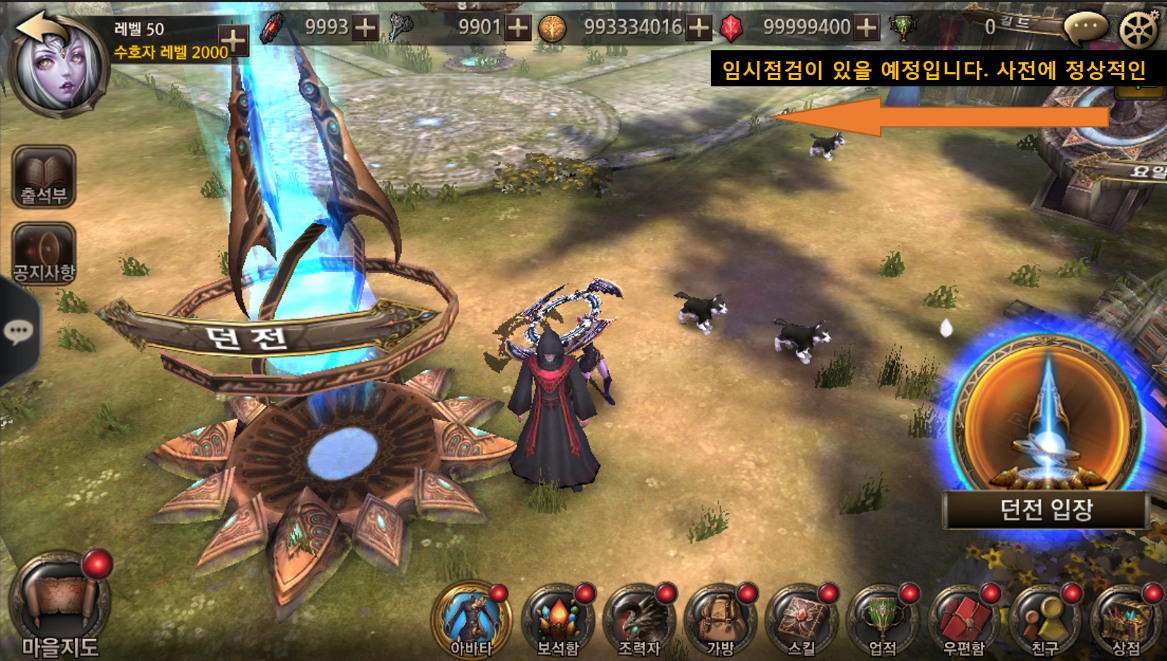 레벨 50
수호자 레벨 2000
9993
9901
993334016
99999400
0
길드
임시점검이 있을 예정입니다. 사전에 정상적인
출석부
공지사항
요일
던전
던전 입장
마을지도
아바타
보석함
조력자
가방
스킬
업적
우편함
친구
상점